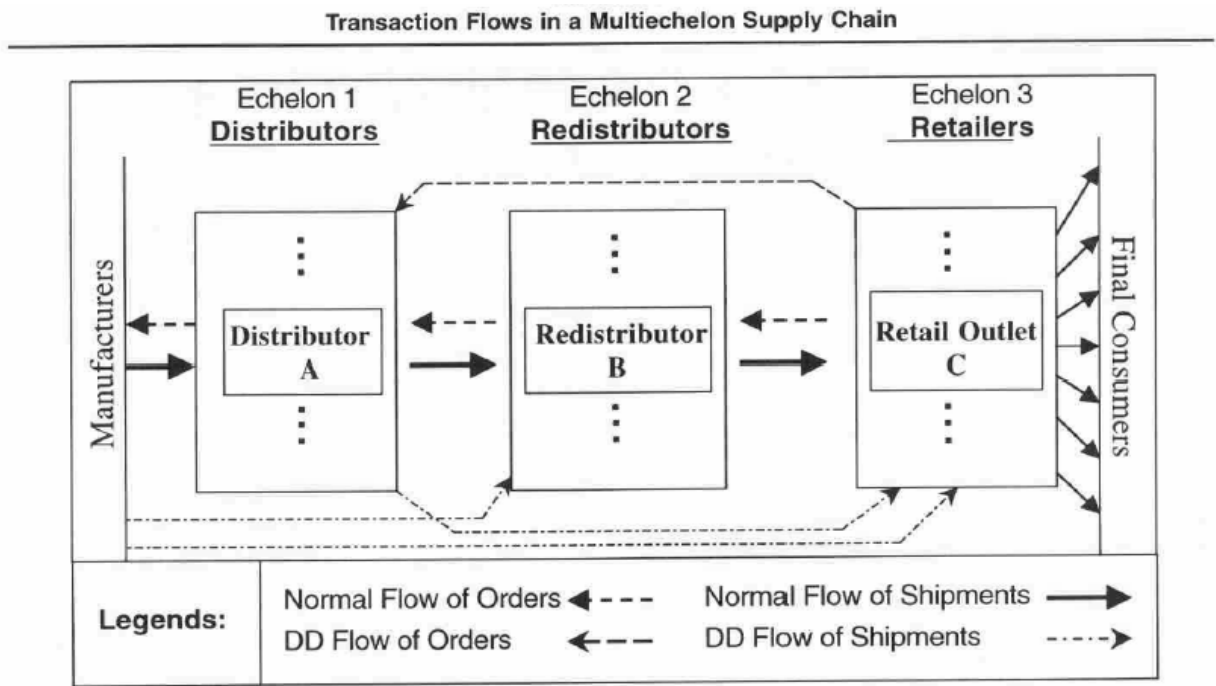 Transaction Flows in a Multiechelon Supply Chain
Echelon 1
Distributors
Echelon 2
Redistributors
Echelon 3
Retailers
Manufacturers
Distributor
A
Redistributor
B
Retail Outlet
C
Final Consumers
Legends:
Normal Flow of Orders
DD Flow of Orders
Normal Flow of Shipments
DD Flow of Shipments